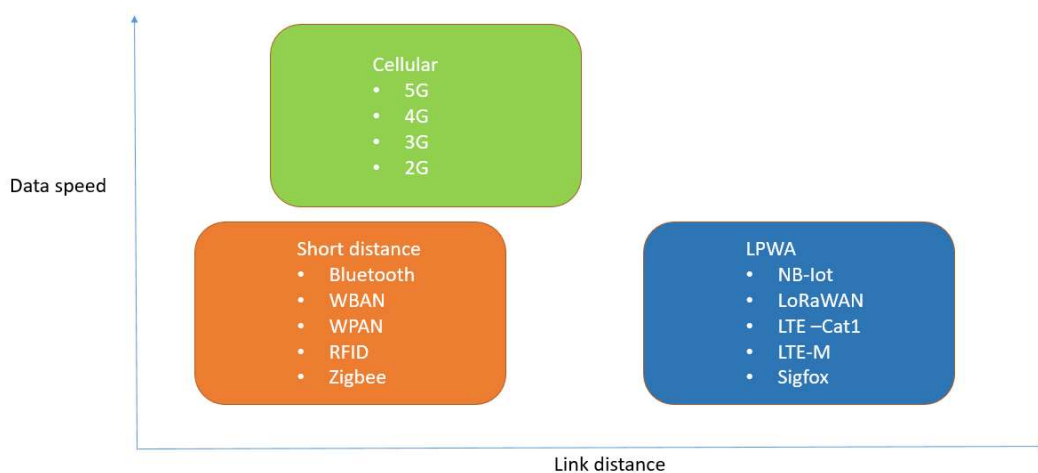 Cellular
• 5G
• 4G
• 3G
• 2G
Data speed
Short distance
• Bluetooth
• WBAN
• WPAN
• RFID
• Zigbee
LPWA
• NB-Iot
• LoRaWAN
• LTE –Cat1
• LTE-M
• Sigfox
Link distance